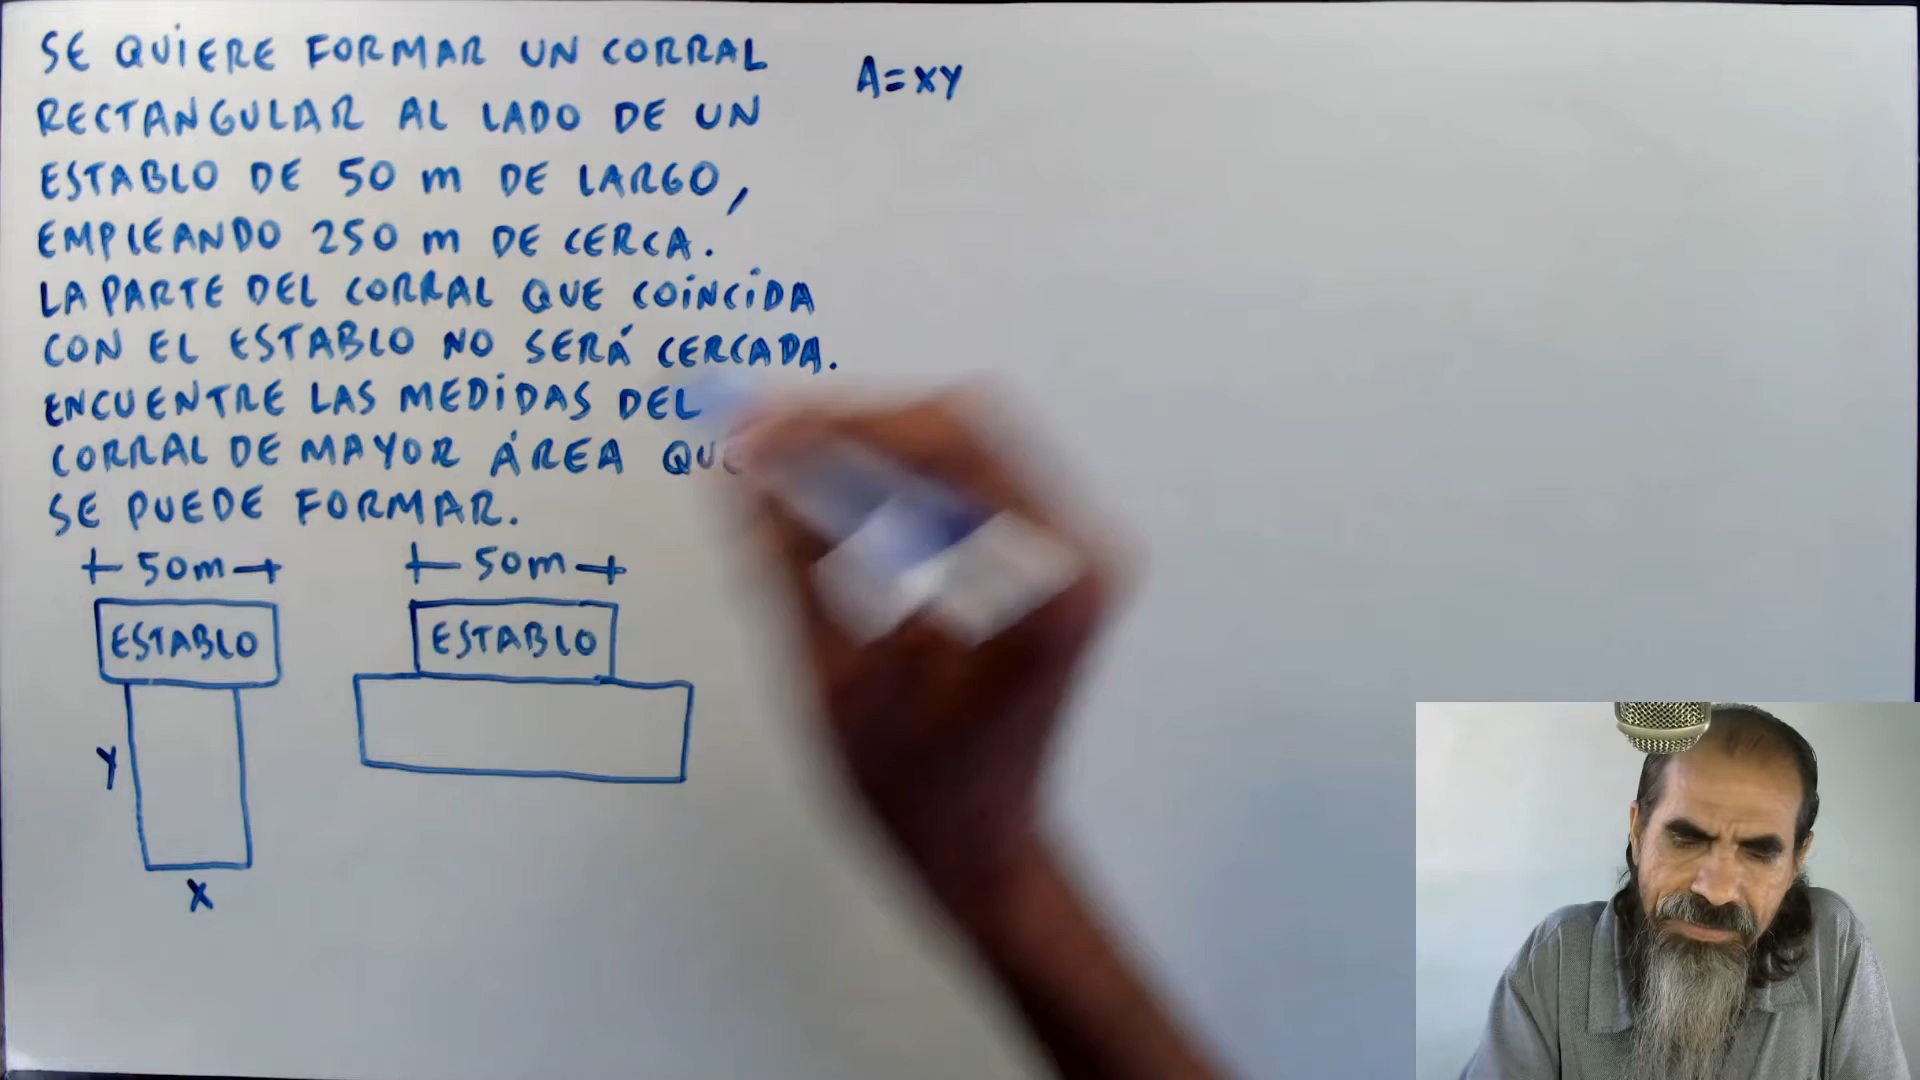 SE QUIERE FORMAR UN CORRAL
RECTANGULAR AL LADO DE UN
ESTABLO DE 50 m DE LARGO,
EMPLEANDO 250 m DE CERCA.
LA PARTE DEL CORRAL QUE COINCIDA
CON EL ESTABLO NO SERÁ CERCADA.
ENCUENTRE LAS MEDIDAS DEL
CORRAL DE MAYOR ÁREA QUE
SE PUEDE FORMAR.
A=XY
50m
50m
ESTABLO
ESTABLO
Y
X